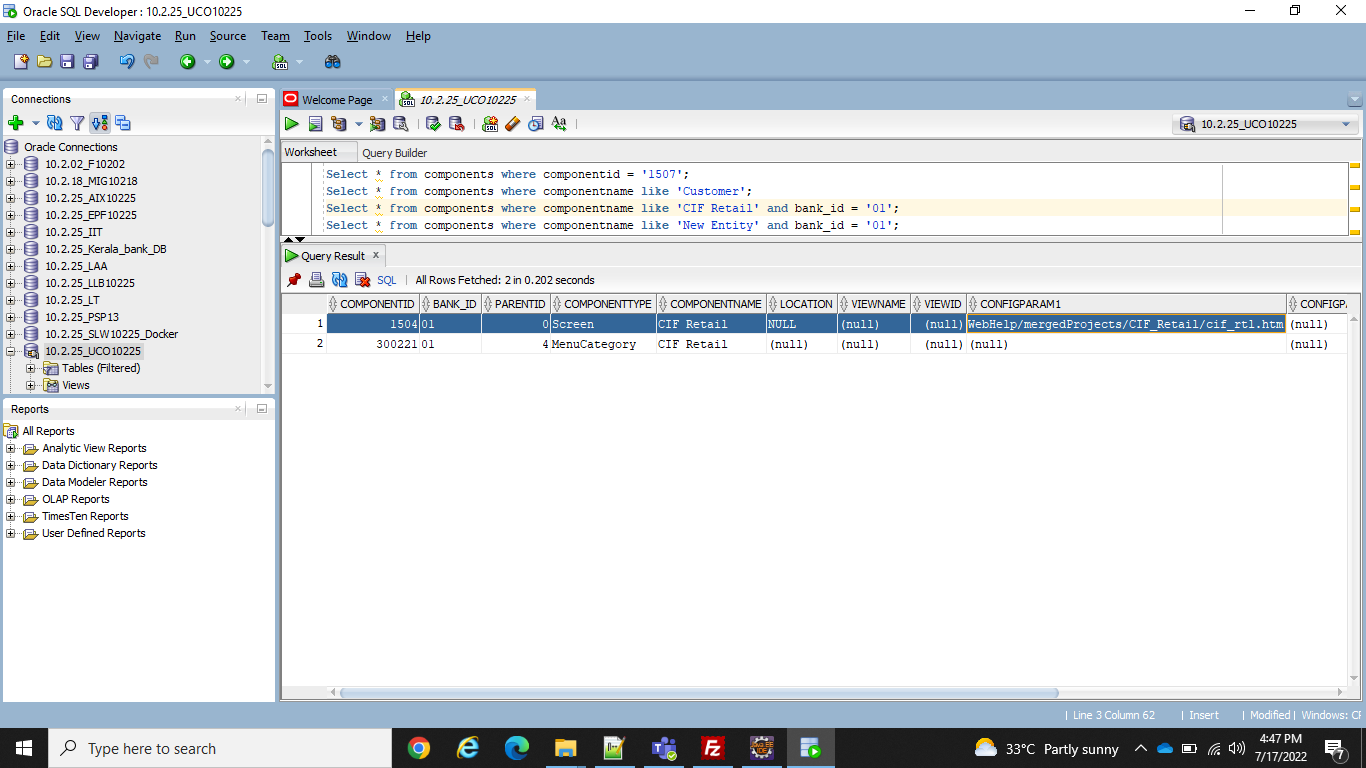 Oracle SQL Developer : 10.2.25_UCO10225
File Edit View Navigate Run Source Team Tools Window Help
Connections
Oracle Connections
10.2.02_F10202
10.2.18_MIG10218
10.2.25_AIX10225
10.2.25_EPF10225
10.2.25_IIT
10.2.25_Kerala_bank_DB
10.2.25_LAA
10.2.25_LLB10225
10.2.25_LT
10.2.25_PSP13
10.2.25_SLW10225_Docker
10.2.25_UCO10225
Tables (Filtered)
Views
Reports
All Reports
Analytic View Reports
Data Dictionary Reports
Data Modeler Reports
OLAP Reports
TimesTen Reports
User Defined Reports
Welcome Page 10.2.25_UCO10225
10.2.25_UCO10225
Worksheet Query Builder
Select * from components where componentid = '1507';
Select * from components where componentname like 'Customer';
Select * from components where componentname like 'CIF Retail' and bank_id = '01';
Select * from components where componentname like 'New Entity' and bank_id = '01';
Query Result x
SQL | All Rows Fetched: 2 in 0.202 seconds
COMPONENTID BANK_ID PARENTID COMPONENTTYPE COMPONENTNAME LOCATION VIEWNAME VIEWID CONFIGPARAM1 CONFIGPA
1 1504 01 0 Screen CIF Retail NULL (null) (null) WebHelp/mergedProjects/CIF_Retail/cif_rtl.htm (null)
2 300221 01 4 MenuCategory CIF Retail (null) (null) (null) (null) (null)
| Line 3 Column 62 | Insert | Modified | Windows: CF
Type here to search
33°C Partly sunny
4:47 PM
7/17/2022
7